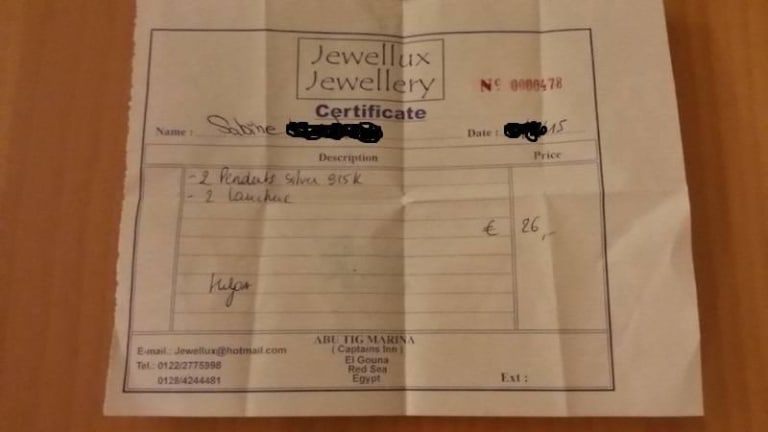 Jewellux
Jewellery
Nº 0000478
Certificate
Name : Sabine
Date : 15
Description Price
- 2 Pendants Silver 925K
- 2
€ 26,-
E-mail.: Jewellux@hotmail.com
Tel.: 0122/2775998
0128/4244481
ABU TIG MARINA
( Captains Inn )
El Gouna
Red Sea
Egypt
Ext :